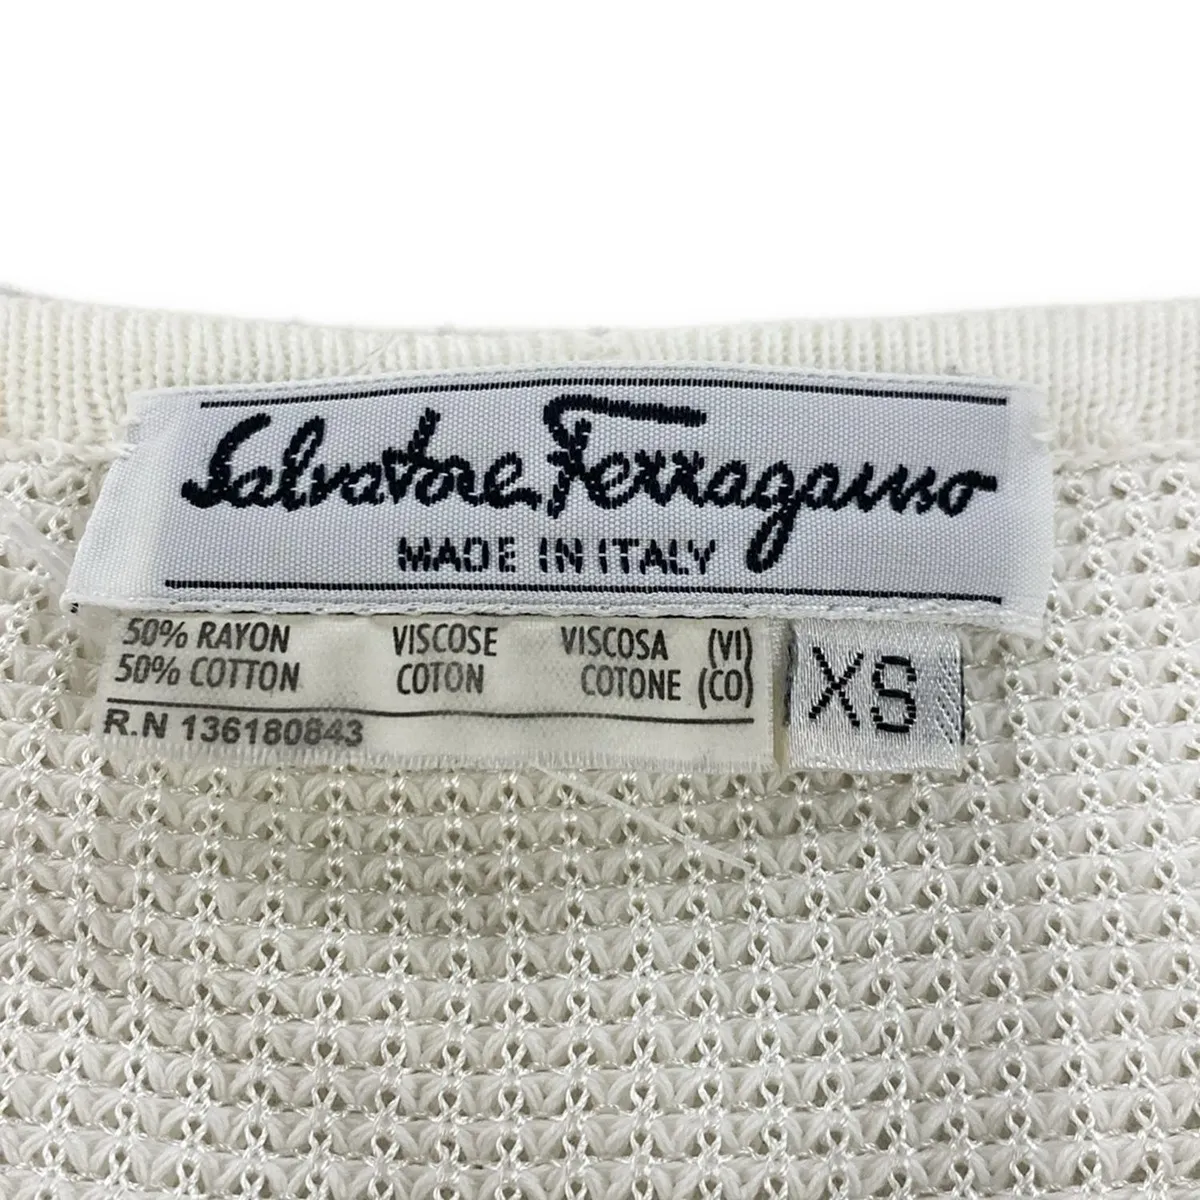 Salvatore Ferragamo
MADE IN ITALY
50% RAYON VISCOSE VISCOSA (VI)
50% COTTON COTON COTONE (CO)
R.N 136180843
XS